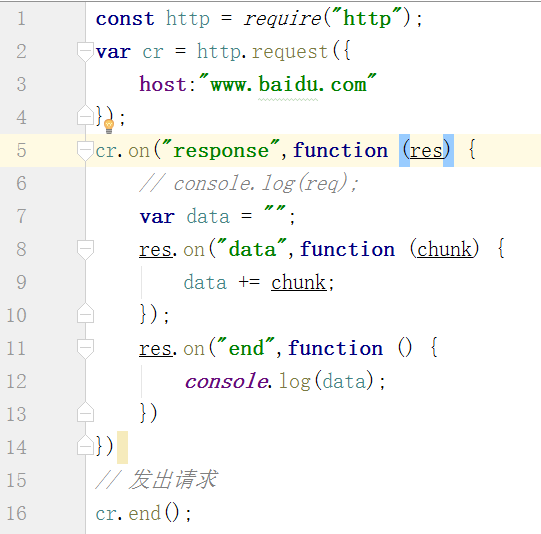 1 const http = require("http");
2 var cr = http.request({
3     host:"www.baidu.com"
4 });
5 cr.on("response",function (res) {
6     // console.log(req);
7     var data = "";
8     res.on("data",function (chunk) {
9         data += chunk;
10     });
11     res.on("end",function () {
12         console.log(data);
13     })
14 })
15 // 发出请求
16 cr.end();